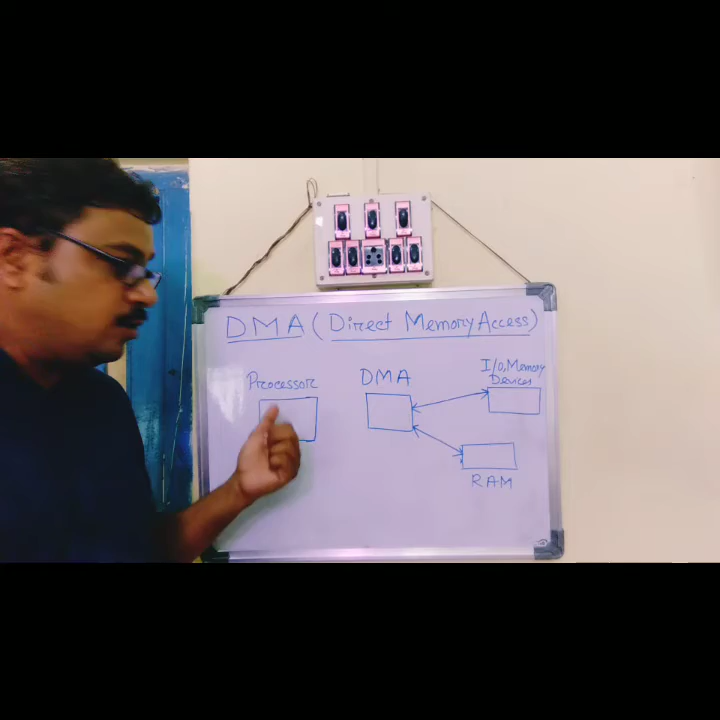 DMA (Direct Memory Access)
Processor
DMA
I/O, Memory
Devices
RAM